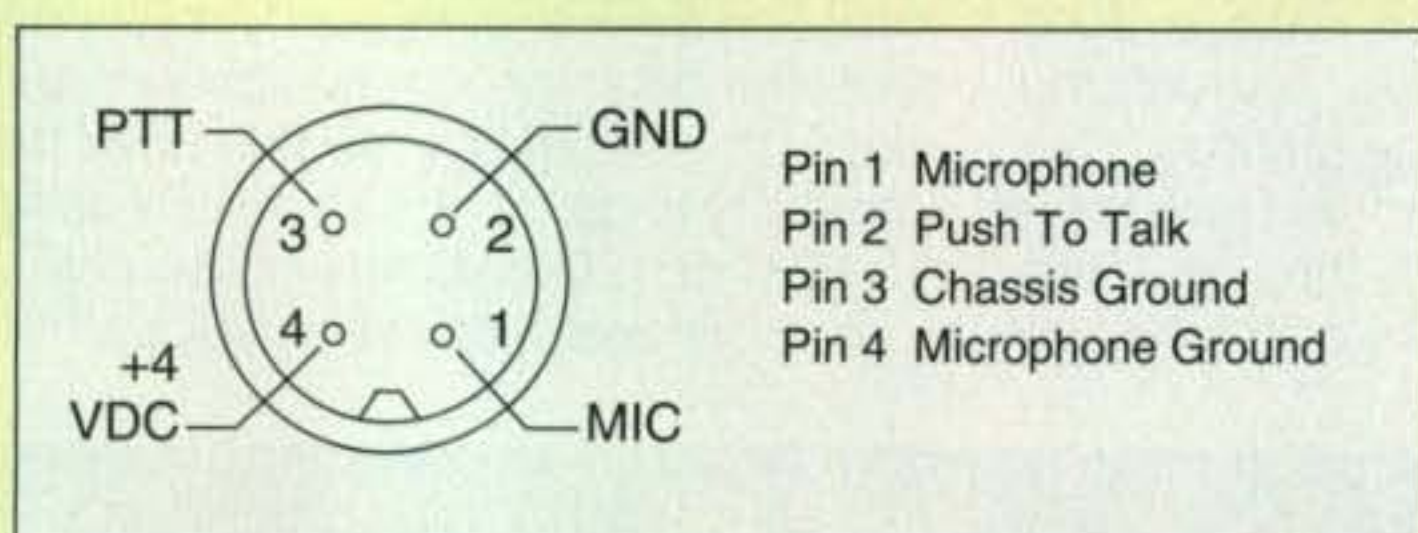 PTT
GND
3
2
4
1
+4
VDC
MIC
Pin 1 Microphone
Pin 2 Push To Talk
Pin 3 Chassis Ground
Pin 4 Microphone Ground